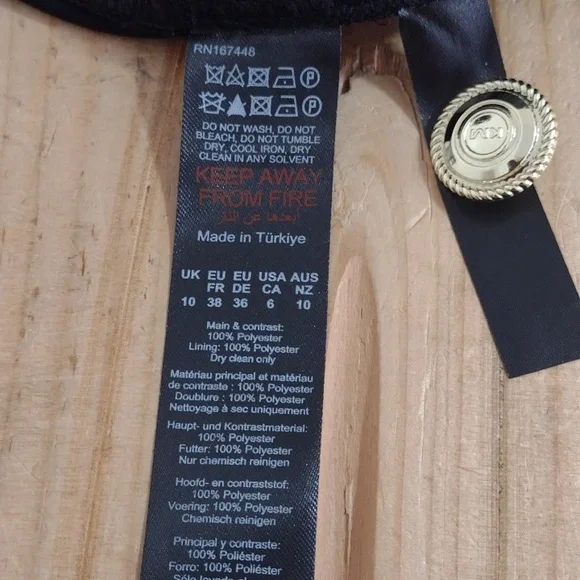 RN167448
DO NOT WASH, DO NOT
BLEACH, DO NOT TUMBLE
DRY, COOL IRON, DRY
CLEAN IN ANY SOLVENT
KEEP AWAY
FROM FIRE
أبعدها عن النار
Made in Türkiye
UK EU EU USA AUS
FR DE CA NZ
10 38 36 6 10
Main & contrast:
100% Polyester
Lining: 100% Polyester
Dry clean only
Matériau principal et matériau
de contraste : 100% Polyester
Doublure : 100% Polyester
Nettoyage à sec uniquement
Haupt- und Kontrastmaterial:
100% Polyester
Futter: 100% Polyester
Nur chemisch reinigen
Hoofd- en contraststof:
100% Polyester
Voering: 100% Polyester
Chemisch reinigen
Principal y contraste:
100% Poliéster
Forro: 100% Poliéster
Sólo lavado al